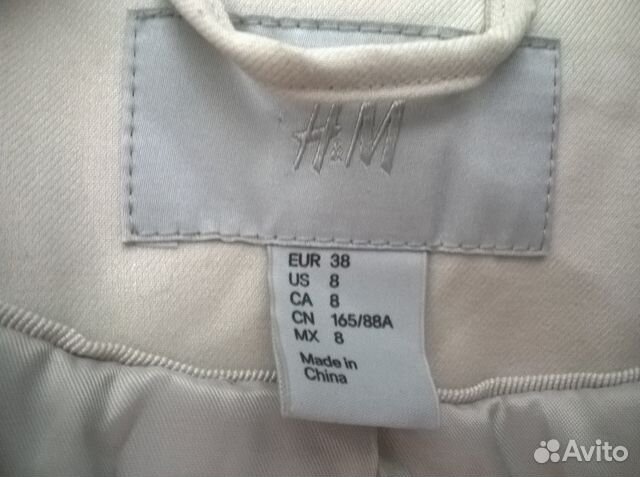 H&M
EUR 38
US 8
CA 8
CN 165/88A
MX 8
Made in
China
Avito